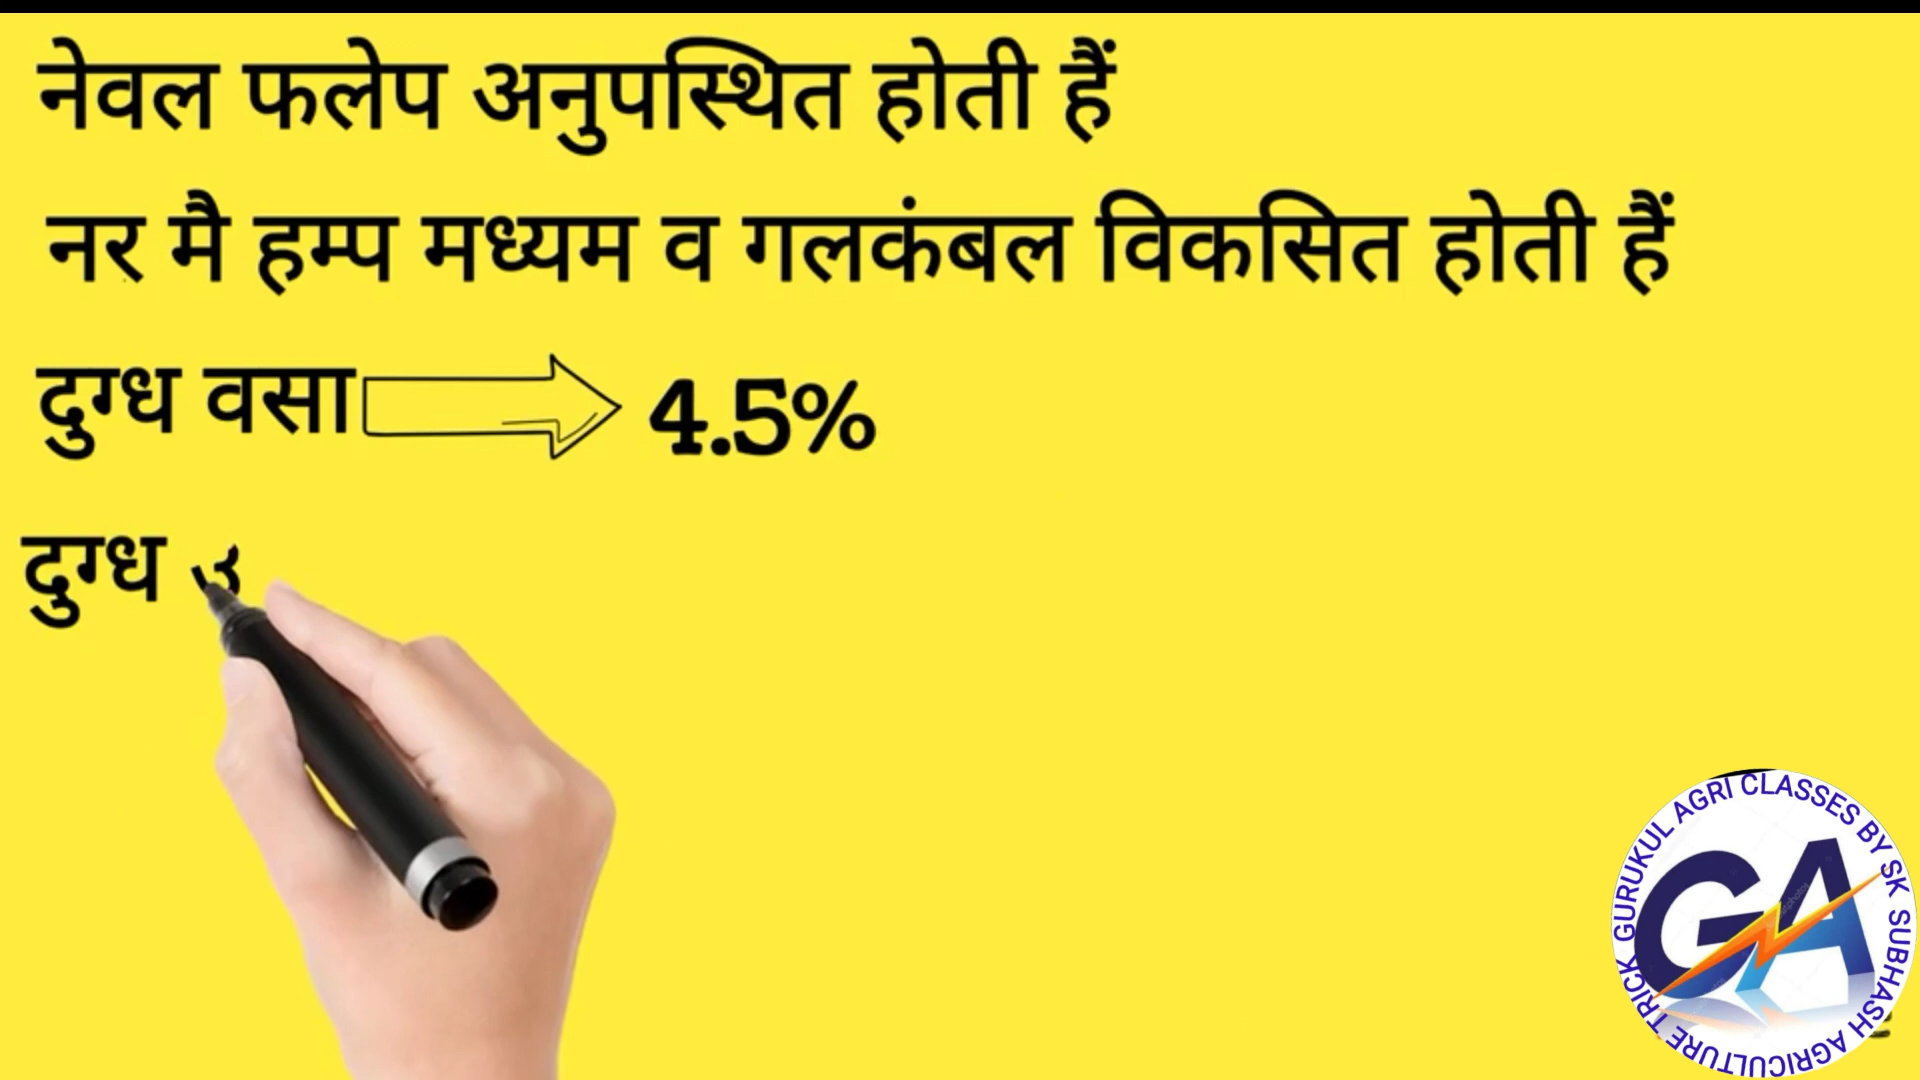 नेवल फलेप अनुपस्थित होती हैं
नर मै हम्प मध्यम व गलकंबल विकसित होती हैं
दुग्ध वसा 4.5%
दुग्ध
GURUKUL AGRI CLASSES BY SK SUBHASH AGRICULTURE TRICK
GA